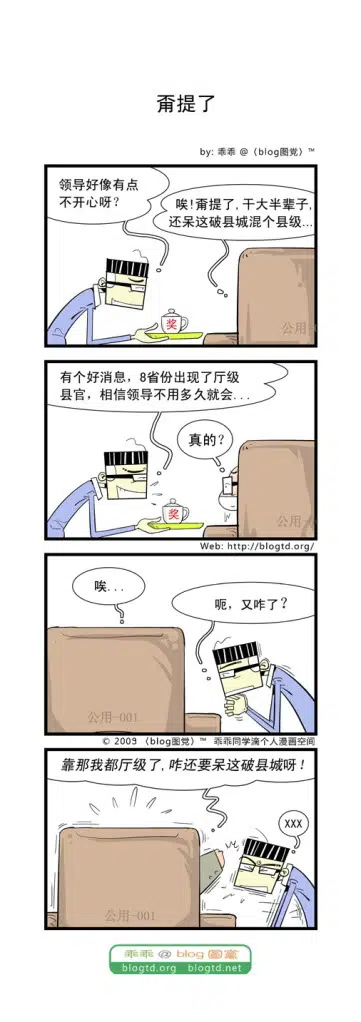 甭提了
by: 乖乖 @（blog图党）™
领导好像有点
不开心呀？
唉!甭提了,干大半辈子,
还呆这破县城混个县级...
奖
公用-
有个好消息，8省份出现了厅级
县官，相信领导不用多久就会...
真的？
奖
公用-
Web: http://blogtd.org/
唉...
呃，又咋了？
公用-001
© 2009 （blog图党）™ 乖乖同学滴个人漫画空间
靠那我都厅级了,咋还要呆这破县城呀！
XXX
公用-001
乖乖 @ blog 图党
blogtd.org blogtd.net